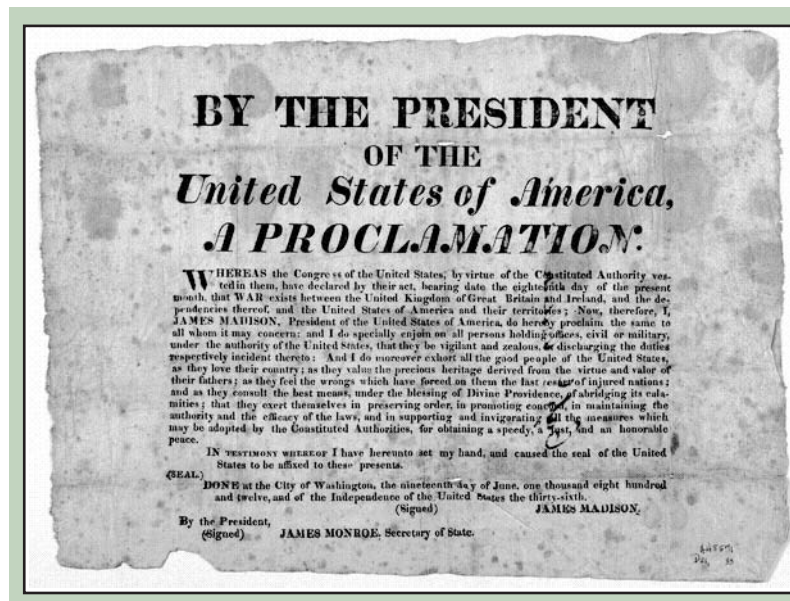 BY THE PRESIDENT
OF THE
United States of America,
A PROCLAMATION.
WHEREAS the Congress of the United States, by virtue of the Constituted Authority ves-
ted in them, have declared by their act, bearing date the eighteenth day of the present
month, that WAR exists between the United Kingdom of Great Britain and Ireland, and the de-
pendencies thereof, and the United States of America and their territories; Now, therefore, I,
JAMES MADISON, President of the United States of America, do hereby proclaim the same to
all whom it may concern: and I do specially enjoin on all persons holding offices, civil or military,
under the authority of the United States, that they be vigilant and zealous, in discharging the duties
respectively incident thereto: And I do moreover exhort all the good people of the United States,
as they love their country; as they value the precious heritage derived from the virtue and valor of
their fathers; as they feel the wrongs which have forced on them the last resort of injured nations;
and as they consult the best means, under the blessing of Divine Providence, of abridging its cala-
mities; that they exert themselves in preserving order, in promoting concord, in maintaining the
authority and the efficacy of the laws, and in supporting and invigorating all the measures which
may be adopted by the Constituted Authorities, for obtaining a speedy, a just, and an honorable
peace.
IN TESTIMONY WHEREOF I have hereunto set my hand, and caused the seal of the United
States to be affixed to these presents.
(SEAL.)
DONE at the City of Washington, the nineteenth day of June, one thousand eight hundred
and twelve, and of the Independence of the United States the thirty-sixth.
(Signed) JAMES MADISON.
By the President,
(Signed) JAMES MONROE, Secretary of State.